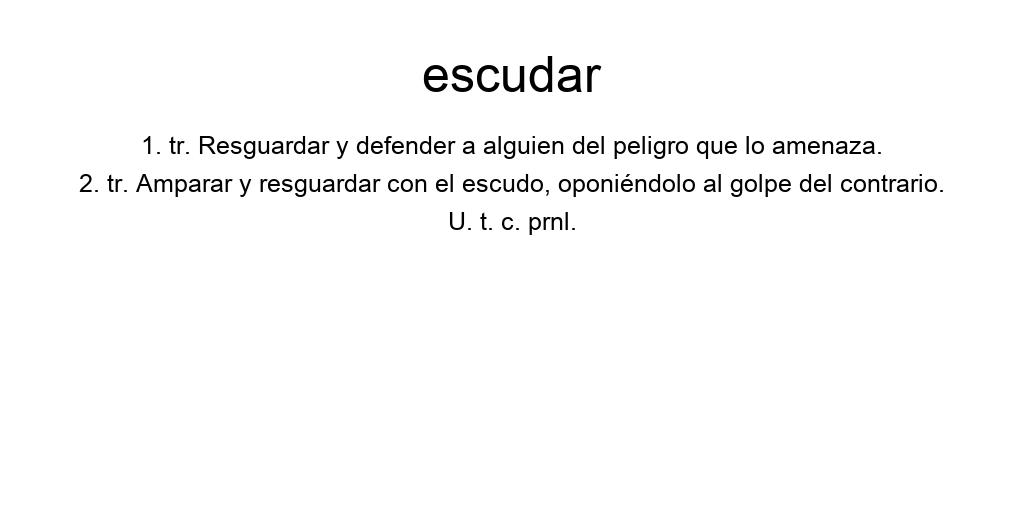 escudar
1. tr. Resguardar y defender a alguien del peligro que lo amenaza.
2. tr. Amparar y resguardar con el escudo, oponiéndolo al golpe del contrario.
U. t. c. prnl.